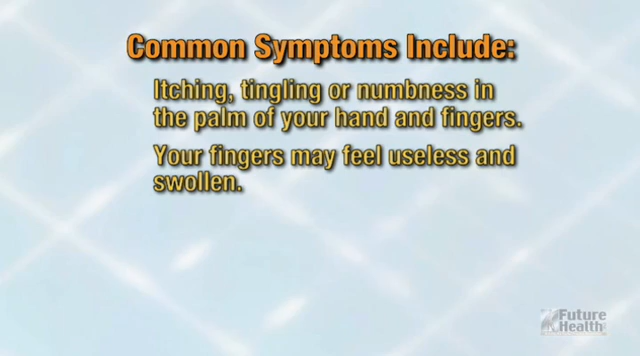 Common Symptoms Include:
Itching, tingling or numbness in
the palm of your hand and fingers.
Your fingers may feel useless and
swollen.
Future
Health